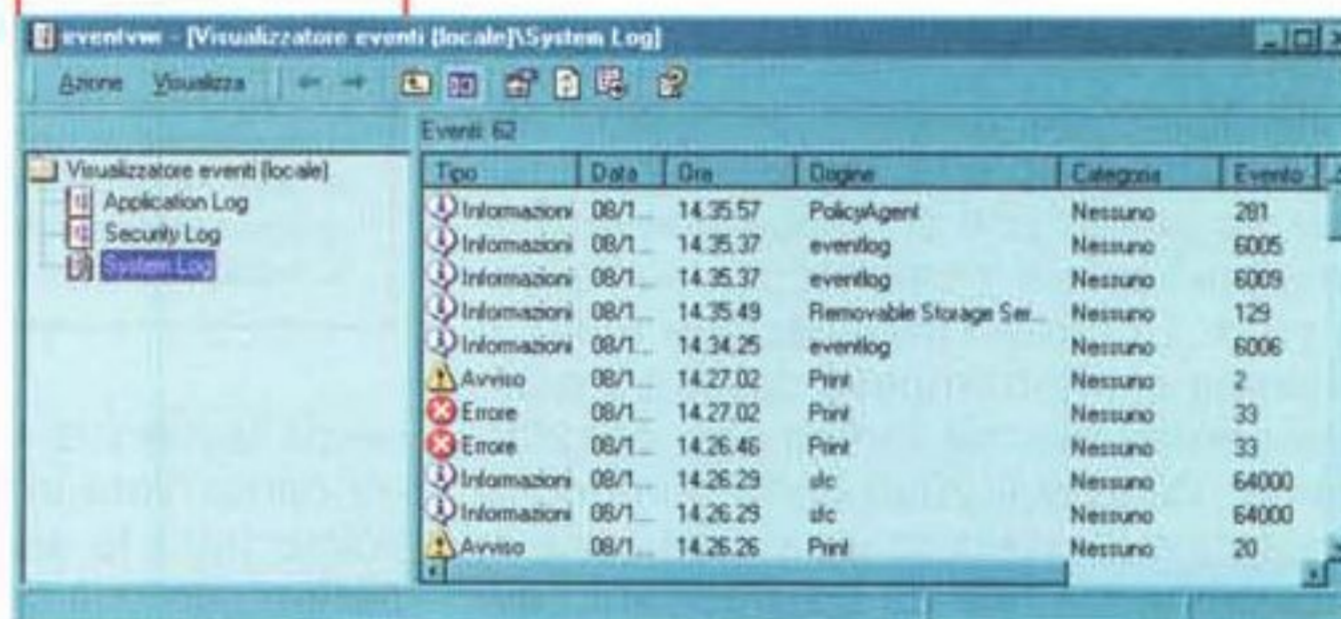 eventvwr - [Visualizzatore eventi (locale)\System Log]
Azione Visualizza
Eventi: 62
Visualizzatore eventi (locale)
Application Log
Security Log
System Log
Tipo Data Ora Origine Categoria Evento
Informazioni 08/1... 14.35.57 PolicyAgent Nessuno 281
Informazioni 08/1... 14.35.37 eventlog Nessuno 6005
Informazioni 08/1... 14.35.37 eventlog Nessuno 6009
Informazioni 08/1... 14.35.49 Removable Storage Ser... Nessuno 129
Informazioni 08/1... 14.34.25 eventlog Nessuno 6006
Avviso 08/1... 14.27.02 Print Nessuno 2
Errore 08/1... 14.27.02 Print Nessuno 33
Errore 08/1... 14.26.46 Print Nessuno 33
Informazioni 08/1... 14.26.29 sfc Nessuno 64000
Informazioni 08/1... 14.26.29 sfc Nessuno 64000
Avviso 08/1... 14.26.26 Print Nessuno 20